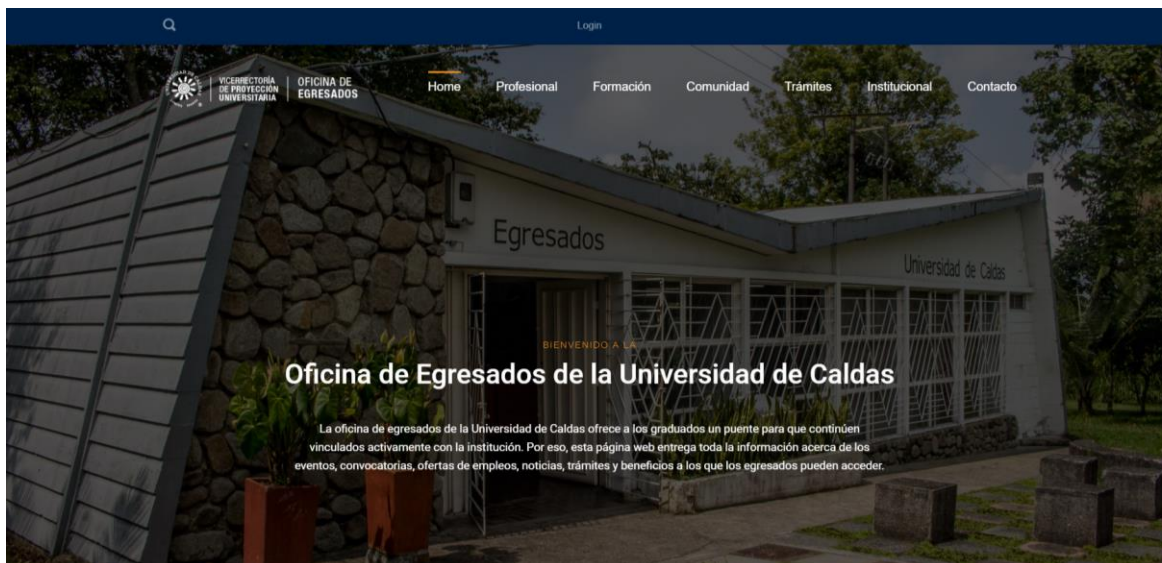 Login
VICERRECTORÍA
DE PROYECCIÓN
UNIVERSITARIA
OFICINA DE
EGRESADOS
Home
Profesional
Formación
Comunidad
Trámites
Institucional
Contacto
Egresados
Universidad de Caldas
BIENVENIDO A LA
Oficina de Egresados de la Universidad de Caldas
La oficina de egresados de la Universidad de Caldas ofrece a los graduados un puente para que continúen
vinculados activamente con la institución. Por eso, esta página web entrega toda la información acerca de los
eventos, convocatorias, ofertas de empleos, noticias, trámites y beneficios a los que los egresados pueden acceder.